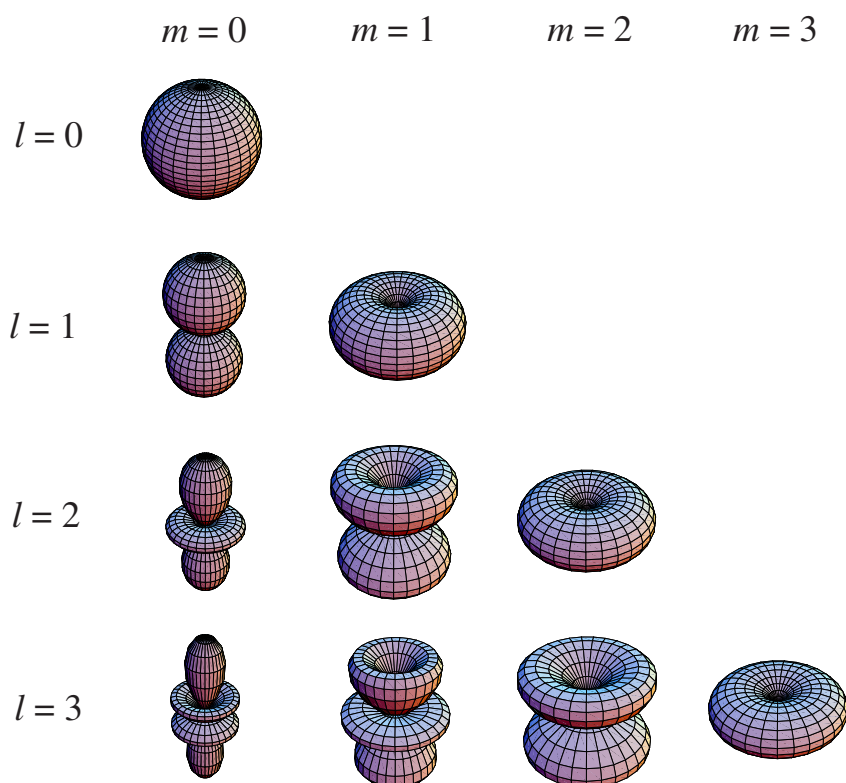 m = 0 m = 1 m = 2 m = 3
l = 0
l = 1
l = 2
l = 3